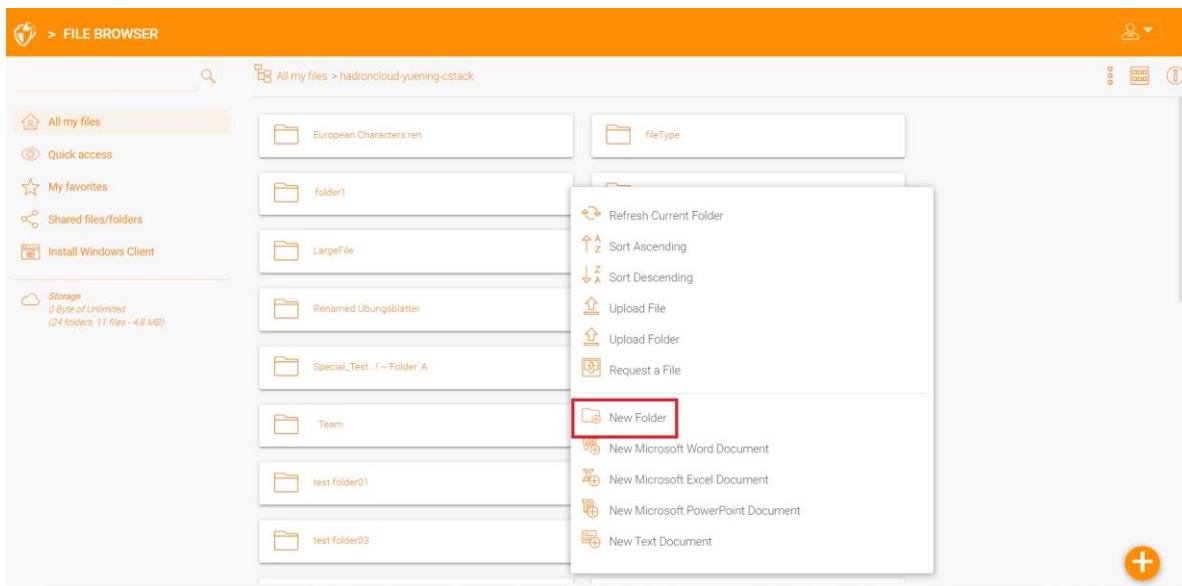 > FILE BROWSER
All my files > hadroncloud-yuening-cstack
All my files
Quick access
My favorites
Shared files/folders
Install Windows Client
Storage
0 Byte of Unlimited
(24 folders, 11 files - 4.8 MB)
European Characters ren
fileType
folder1
LargeFile
Renamed Übungsblätter
Special_Test...!`~'Folder' A
Team
test folder01
test folder03
Refresh Current Folder
Sort Ascending
Sort Descending
Upload File
Upload Folder
Request a File
New Folder
New Microsoft Word Document
New Microsoft Excel Document
New Microsoft PowerPoint Document
New Text Document